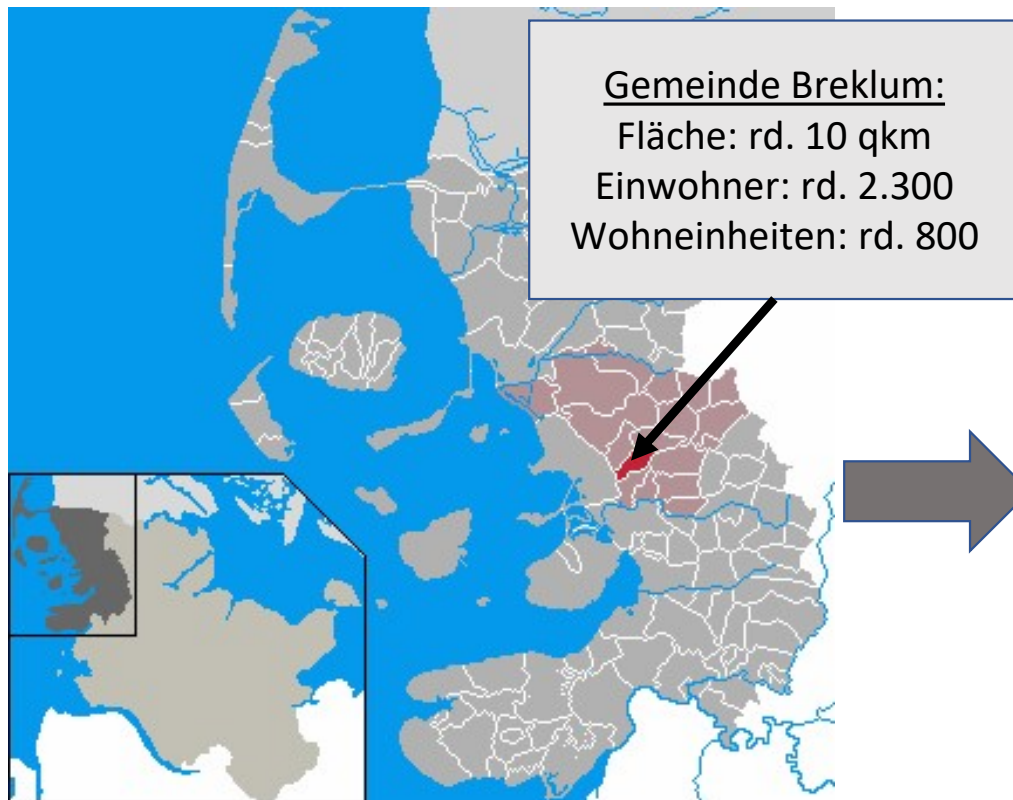 Gemeinde Breklum:
Fläche: rd. 10 qkm
Einwohner: rd. 2.300
Wohneinheiten: rd. 800